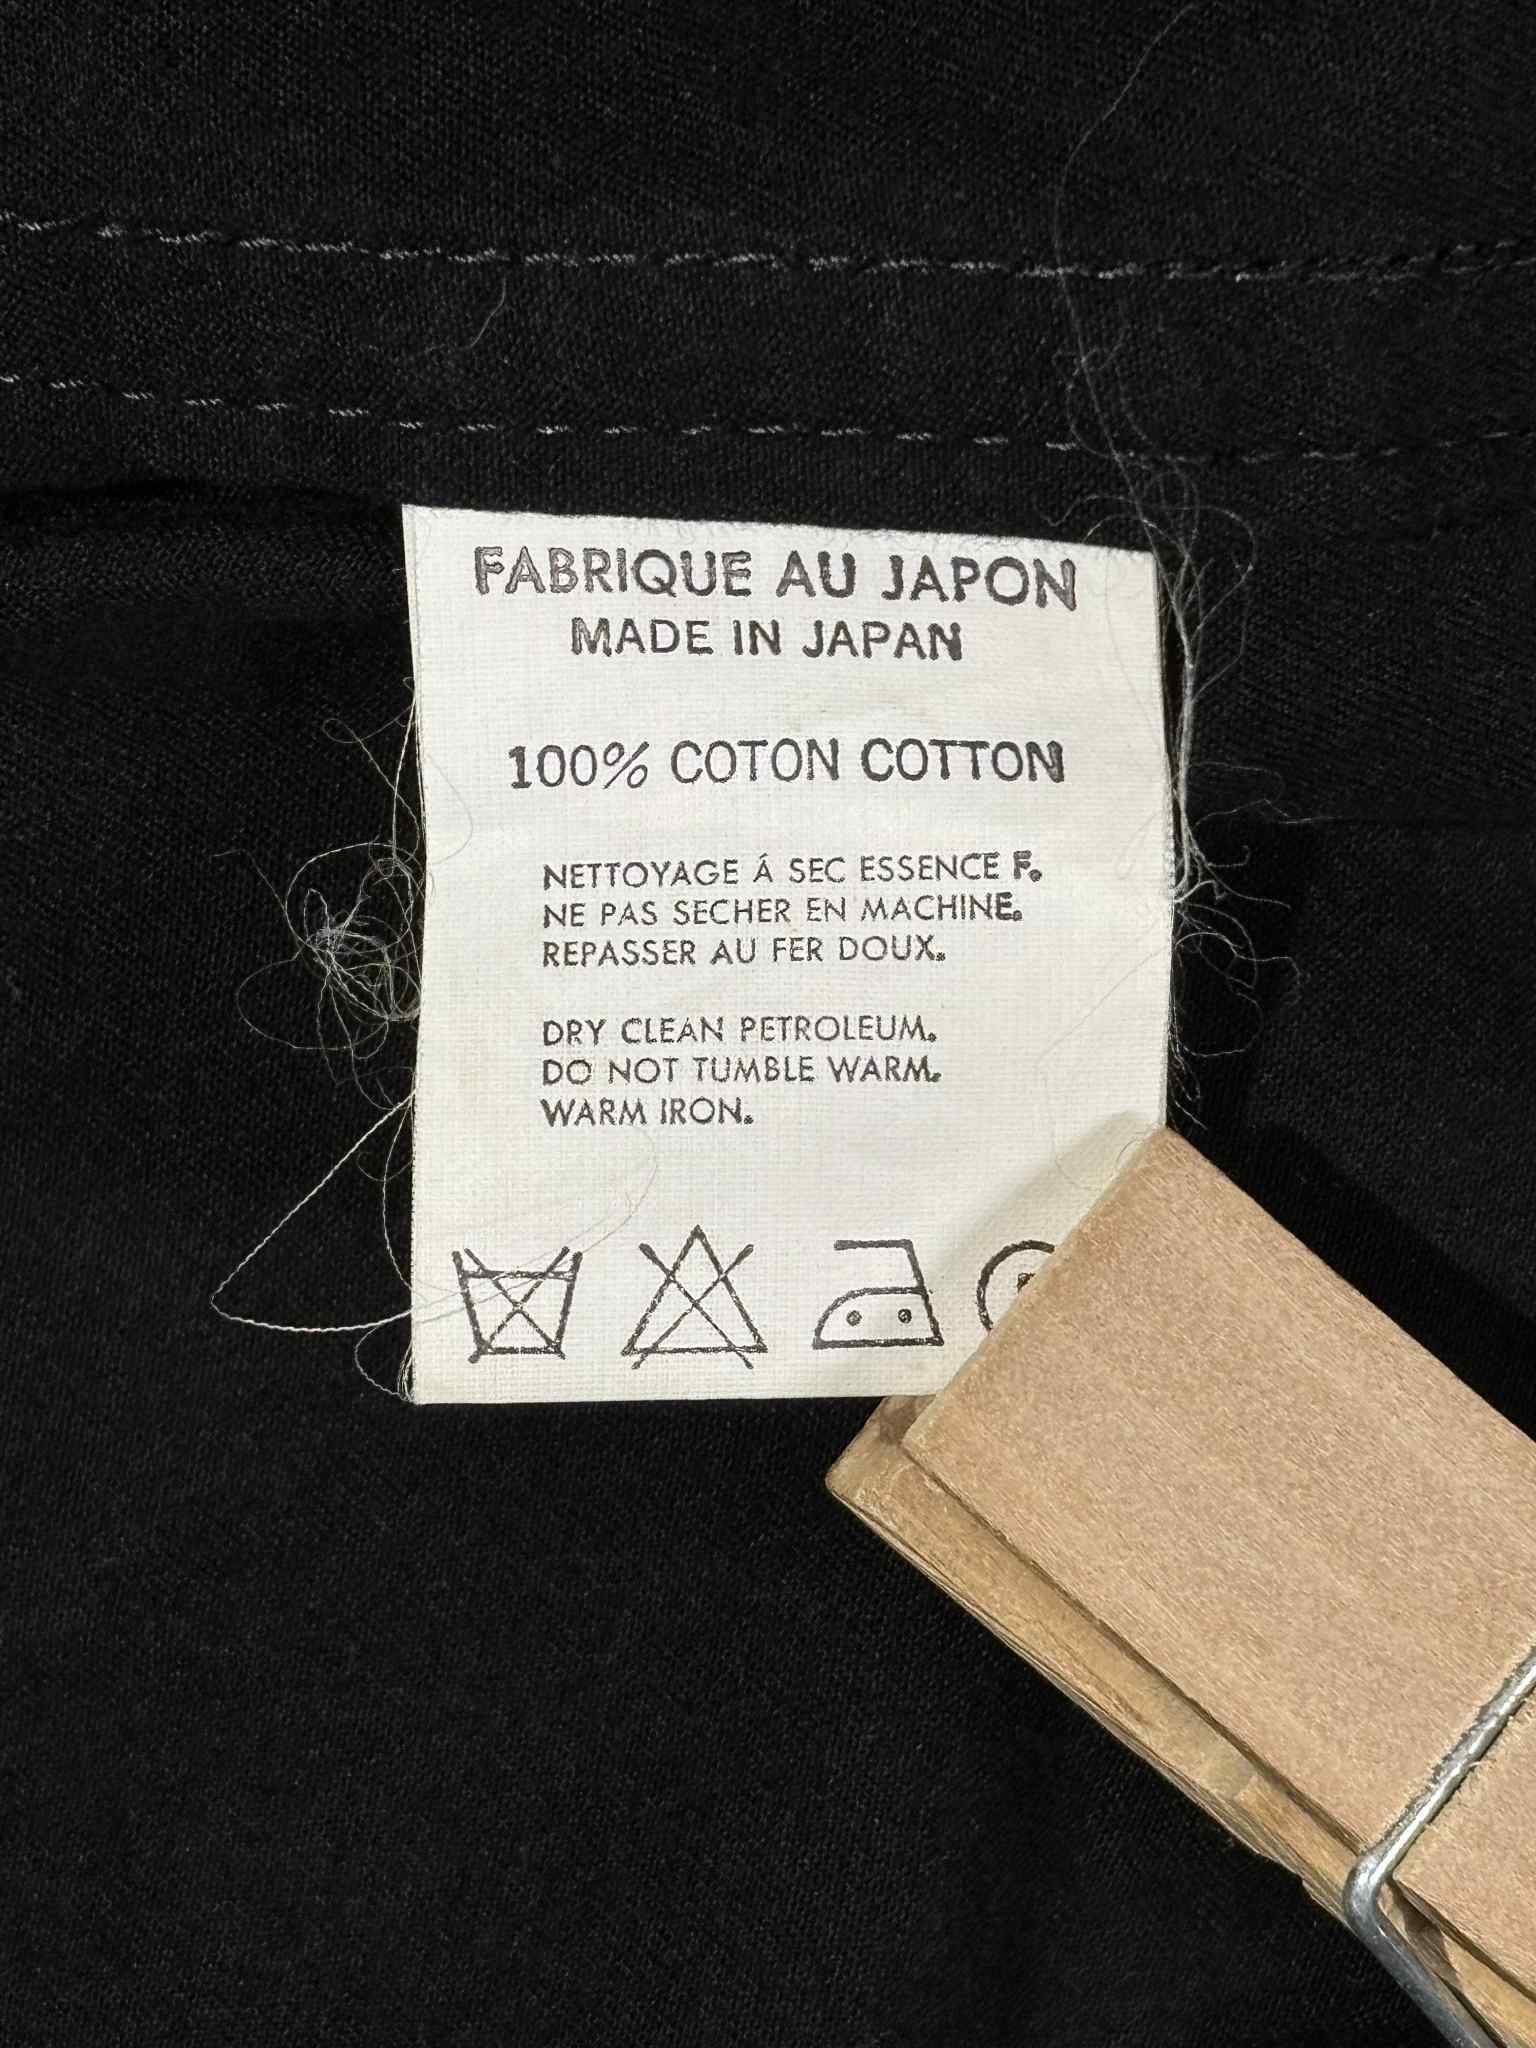 FABRIQUE AU JAPON
MADE IN JAPAN
100% COTON COTTON
NETTOYAGE Á SEC ESSENCE F.
NE PAS SECHER EN MACHINE.
REPASSER AU FER DOUX.
DRY CLEAN PETROLEUM.
DO NOT TUMBLE WARM.
WARM IRON.